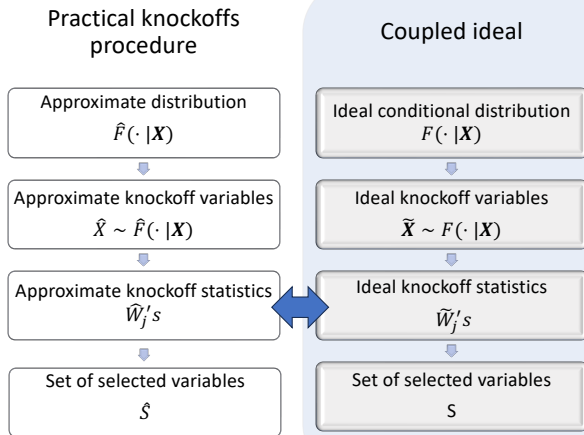 Practical knockoffs
procedure
Approximate distribution
F̂(· |X)
Approximate knockoff variables
X̂ ~ F̂(· |X)
Approximate knockoff statistics
Ŵⱼ's
Set of selected variables
Ŝ
Coupled ideal
Ideal conditional distribution
F(· |X)
Ideal knockoff variables
X̃ ~ F(· |X)
Ideal knockoff statistics
W̃ⱼ's
Set of selected variables
S